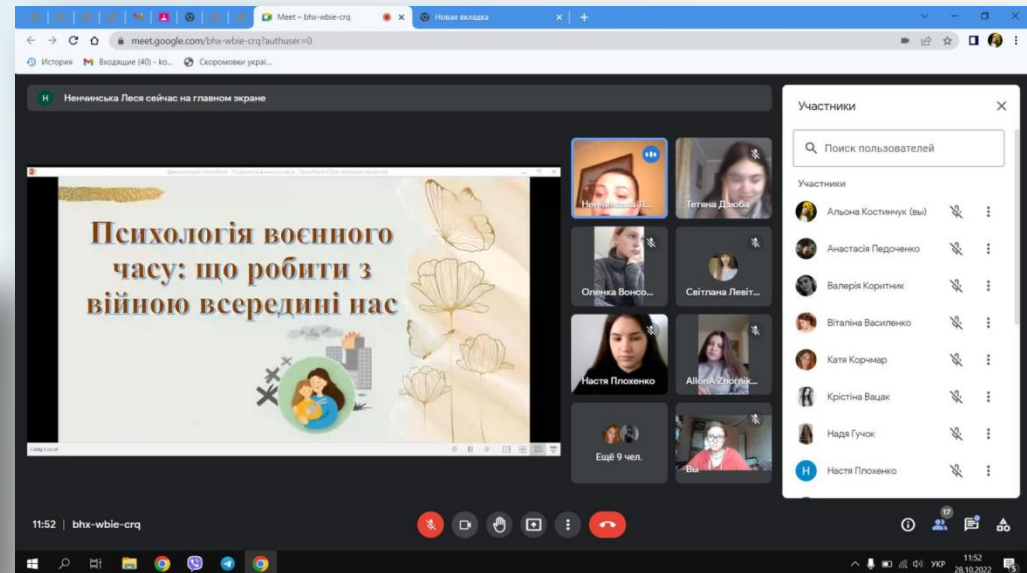 Meet – bhx-wbie-crq
Новая вкладка
meet.google.com/bhx-wbie-crq?authuser=0
История
Входящие (40) - ko...
Скоромовки украї...
Н
Ненчинська Леся сейчас на главном экране
Психологія воєнного
часу: що робити з
війною всередині нас
Ненчинська Л...
Тетяна Дзюба
Оленка Вонсо...
Світлана Левіт...
Настя Плохенко
AllonA Zhornik...
Ещё 9 чел.
Вы
Участники
Поиск пользователей
Участники
Альона Костинчук (вы)
Анастасія Педоченко
Валерія Коритник
Віталіна Василенко
Катя Корчмар
Крістіна Вацак
Надя Гучок
Н
Настя Плохенко
11:52 | bhx-wbie-crq
17
УКР
11:52
28.10.2022